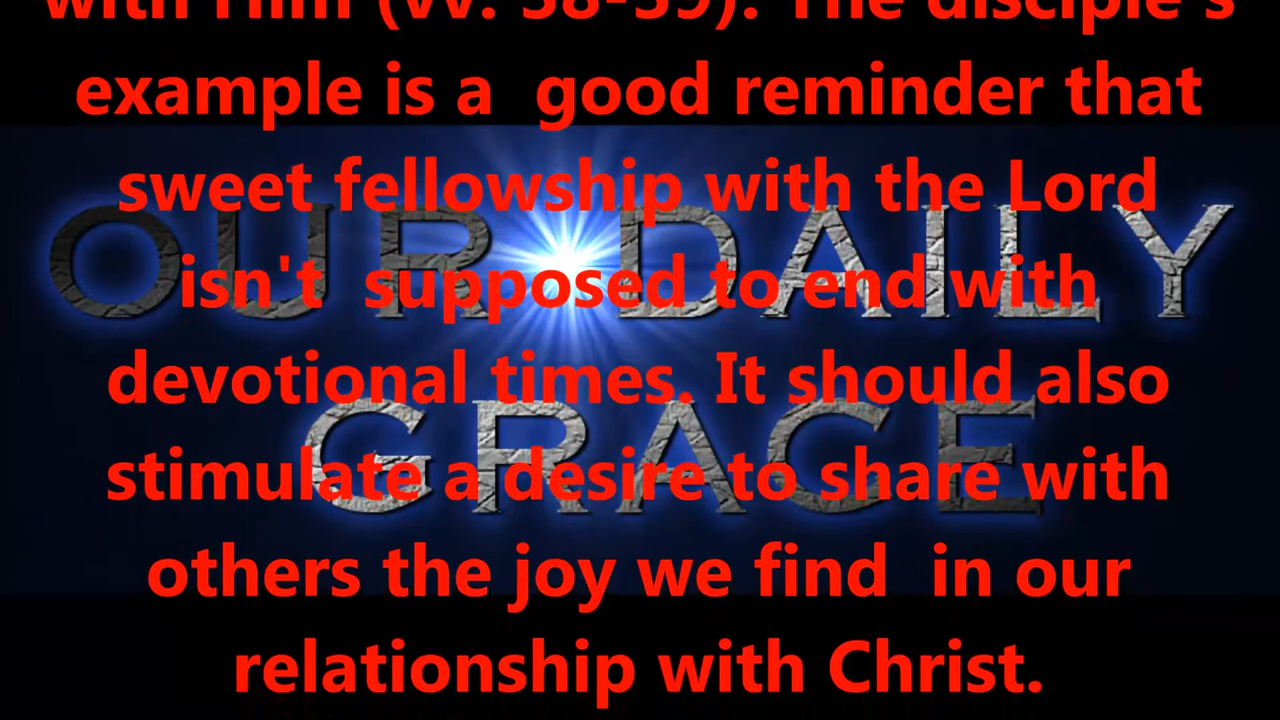 with Him (vv. 38-39). The disciple's
example is a  good reminder that
sweet fellowship with the Lord
isn't  supposed to end with
devotional times. It should also
stimulate a desire to share with
others the joy we find  in our
relationship with Christ.
OUR DAILY
GRACE